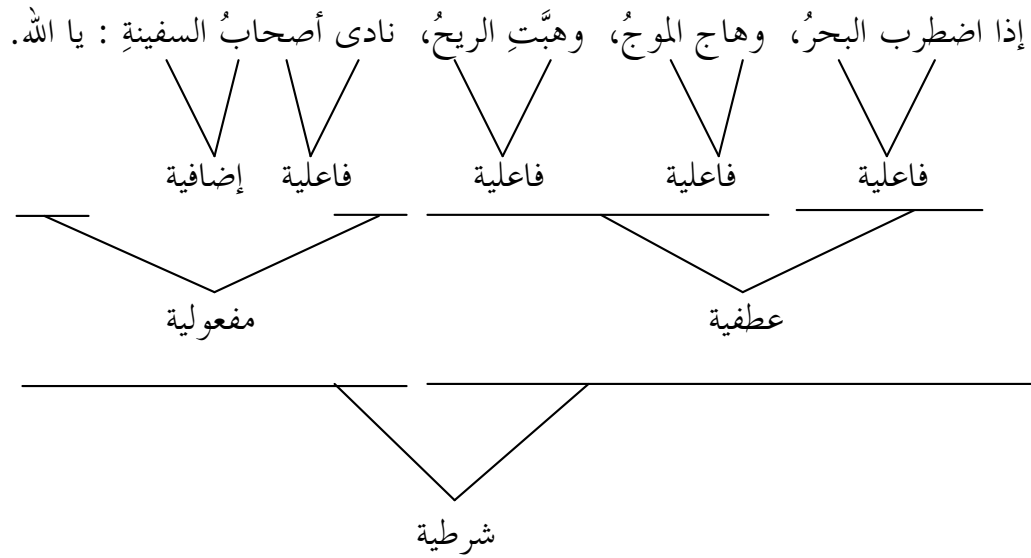 إذا اضطرب البحرُ، وهاج الموجُ، وهبَّتِ الريحُ، نادى أصحابُ السفينةِ : يا الله.
فاعلية فاعلية فاعلية فاعلية إضافية
عطفية مفعولية
شرطية